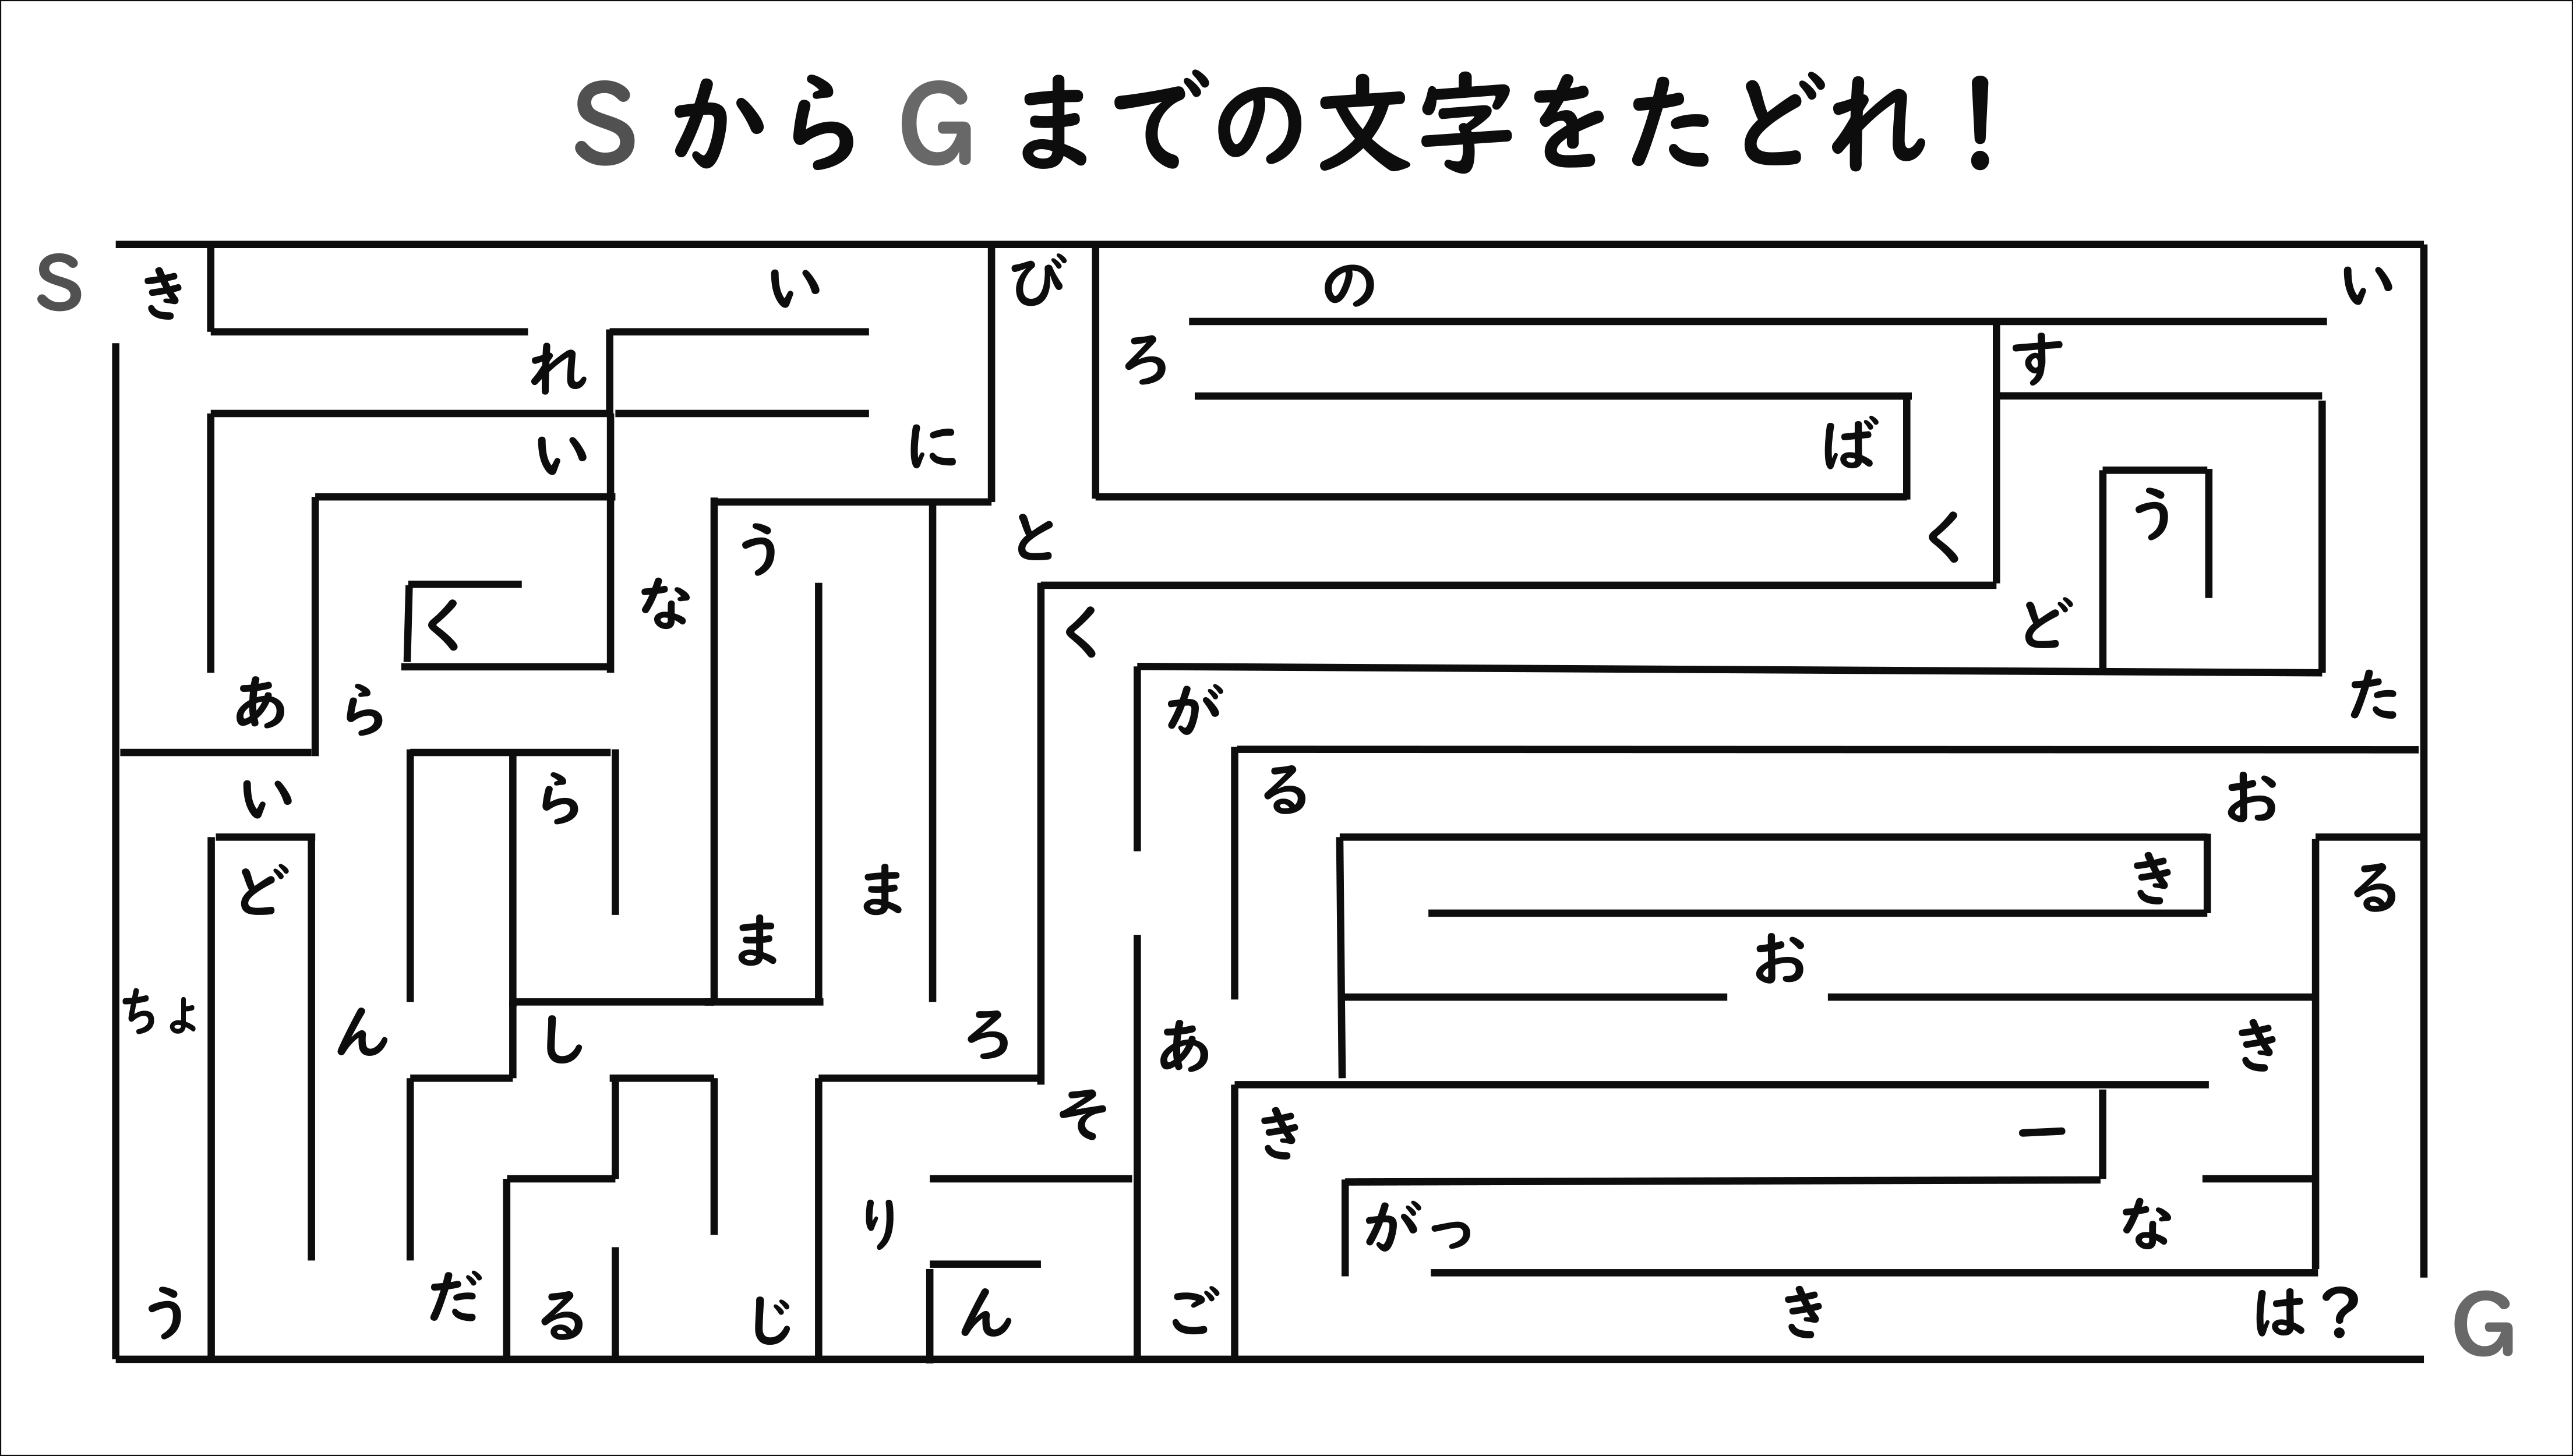 SからGまでの文字をたどれ!
S き い び の い
れ ろ す
い に ば
う と く う
く な く ど
あ ら が た
い ら る お
ど ま き る
ま お
ちょ ん し ろ あ き
そ き ー
り がっ な
う だ る じ ん ご き は? G